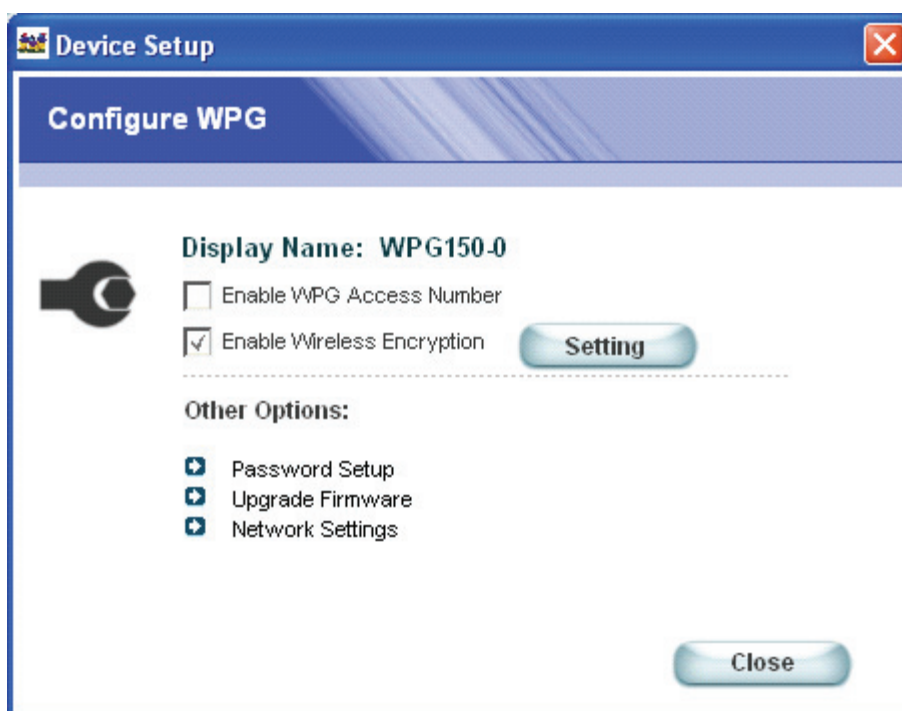 Device Setup
Configure WPG
Display Name: WPG150-0
Enable WPG Access Number
Enable Wireless Encryption
Setting
Other Options:
Password Setup
Upgrade Firmware
Network Settings
Close